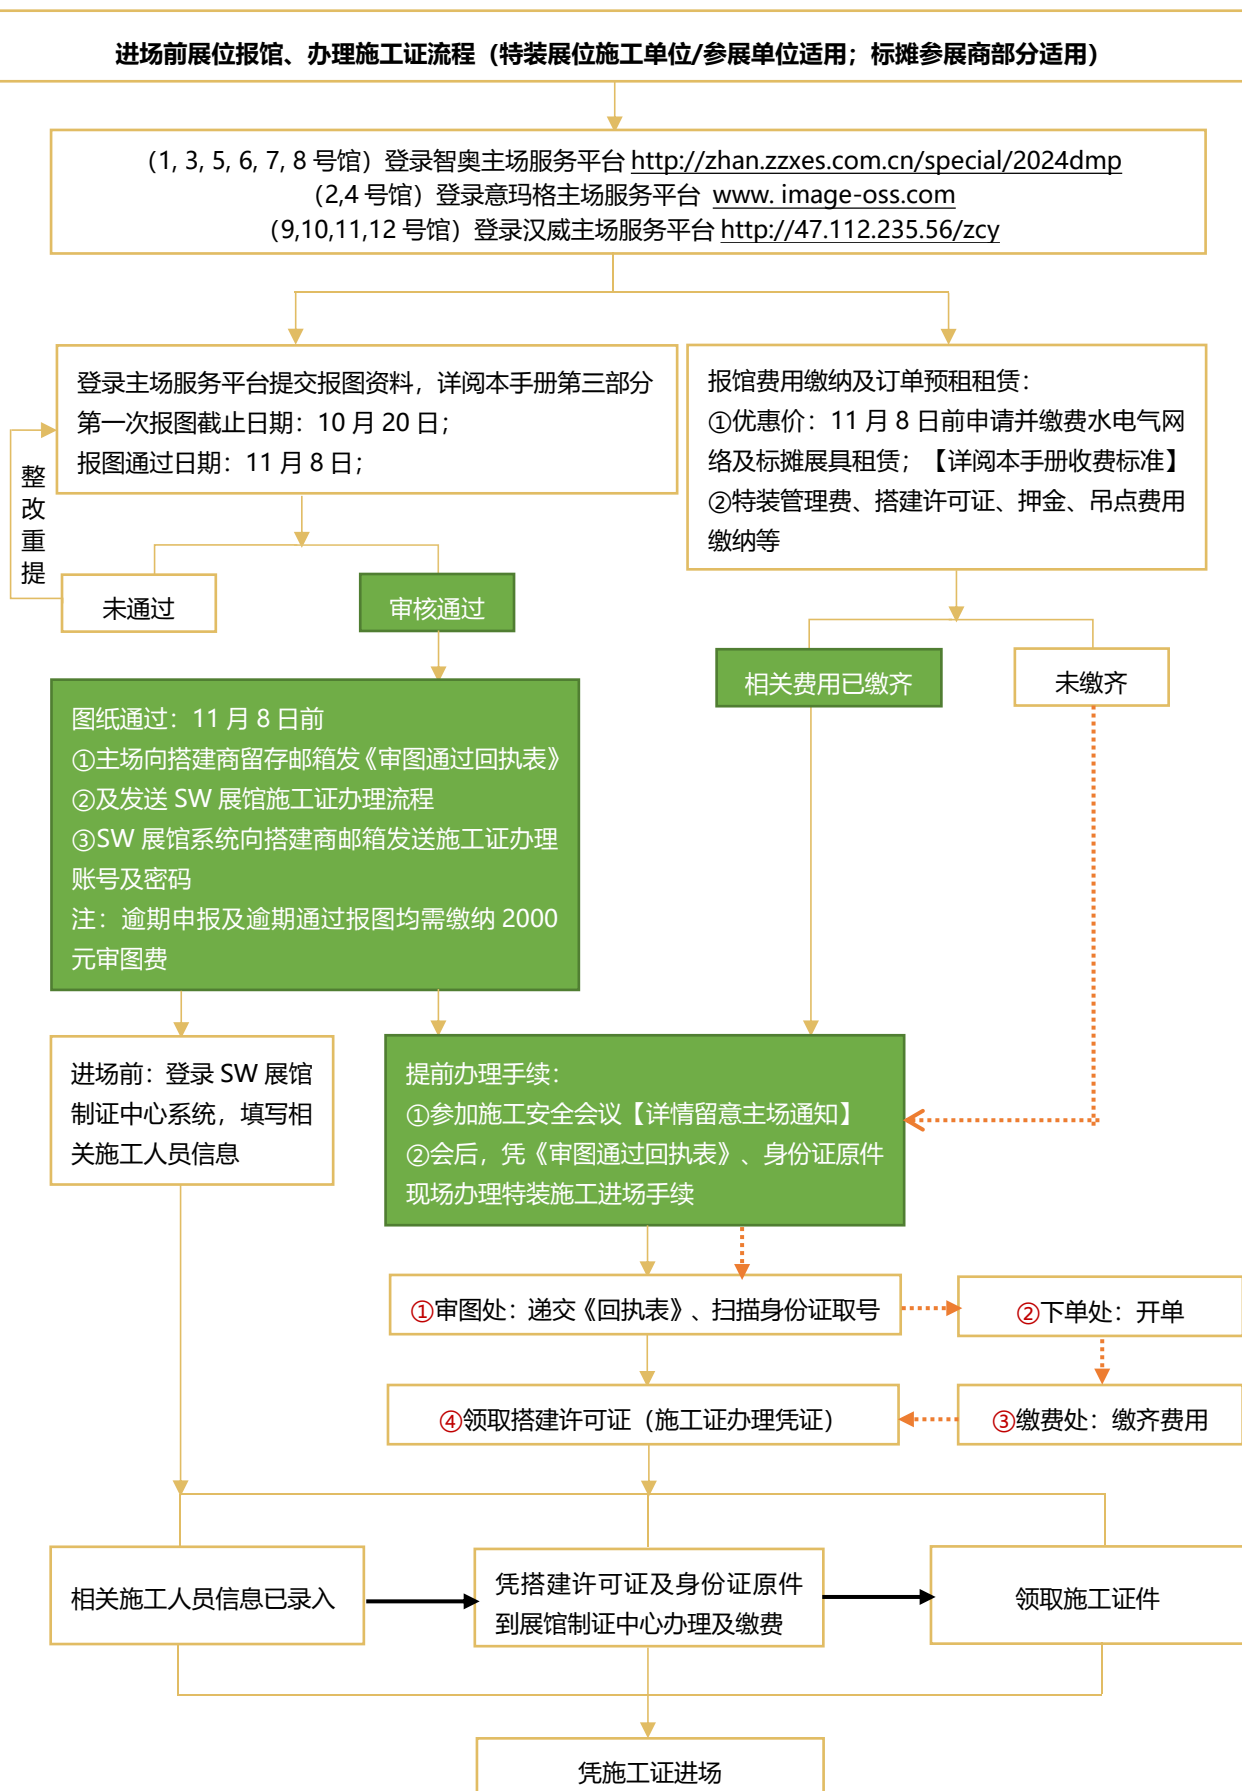 进场前展位报馆、办理施工证流程（特装展位施工单位/参展单位适用；标摊参展商部分适用）
（1, 3, 5, 6, 7, 8 号馆）登录智奥主场服务平台 http://zhan.zzxes.com.cn/special/2024dmp
（2,4 号馆）登录意玛格主场服务平台 www. image-oss.com
（9,10,11,12 号馆）登录汉威主场服务平台 http://47.112.235.56/zcy
登录主场服务平台提交报图资料，详阅本手册第三部分
第一次报图截止日期：10 月 20 日；
报图通过日期：11 月 8 日；
报馆费用缴纳及订单预租租赁：
①优惠价：11 月 8 日前申请并缴费水电气网
络及标摊展具租赁；【详阅本手册收费标准】
②特装管理费、搭建许可证、押金、吊点费用
缴纳等
整
改
重
提
未通过
审核通过
相关费用已缴齐
未缴齐
图纸通过：11 月 8 日前
①主场向搭建商留存邮箱发《审图通过回执表》
②及发送 SW 展馆施工证办理流程
③SW 展馆系统向搭建商邮箱发送施工证办理
账号及密码
注：逾期申报及逾期通过报图均需缴纳 2000
元审图费
进场前：登录 SW 展馆
制证中心系统，填写相
关施工人员信息
提前办理手续：
①参加施工安全会议【详情留意主场通知】
②会后，凭《审图通过回执表》、身份证原件
现场办理特装施工进场手续
①审图处：递交《回执表》、扫描身份证取号
②下单处：开单
④领取搭建许可证（施工证办理凭证）
③缴费处：缴齐费用
相关施工人员信息已录入
凭搭建许可证及身份证原件
到展馆制证中心办理及缴费
领取施工证件
凭施工证进场